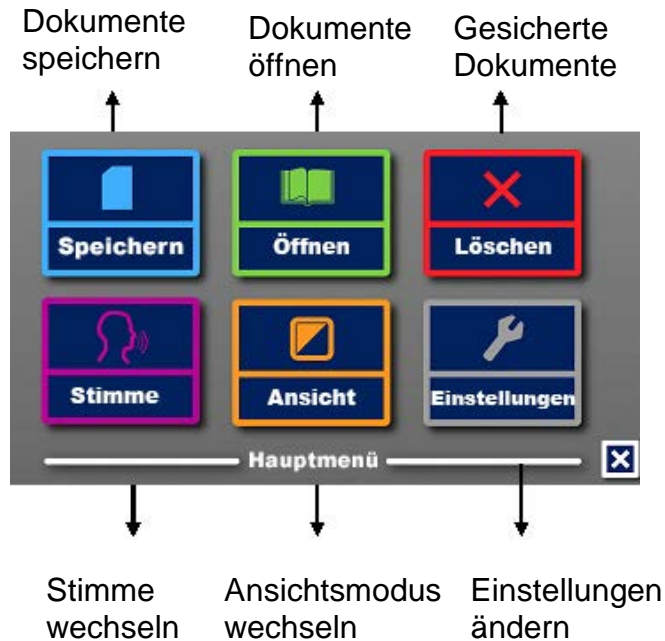 Dokumente speichern
Dokumente öffnen
Gesicherte Dokumente
Speichern
Öffnen
Löschen
Stimme
Ansicht
Einstellungen
Hauptmenü
Stimme wechseln
Ansichtsmodus wechseln
Einstellungen ändern